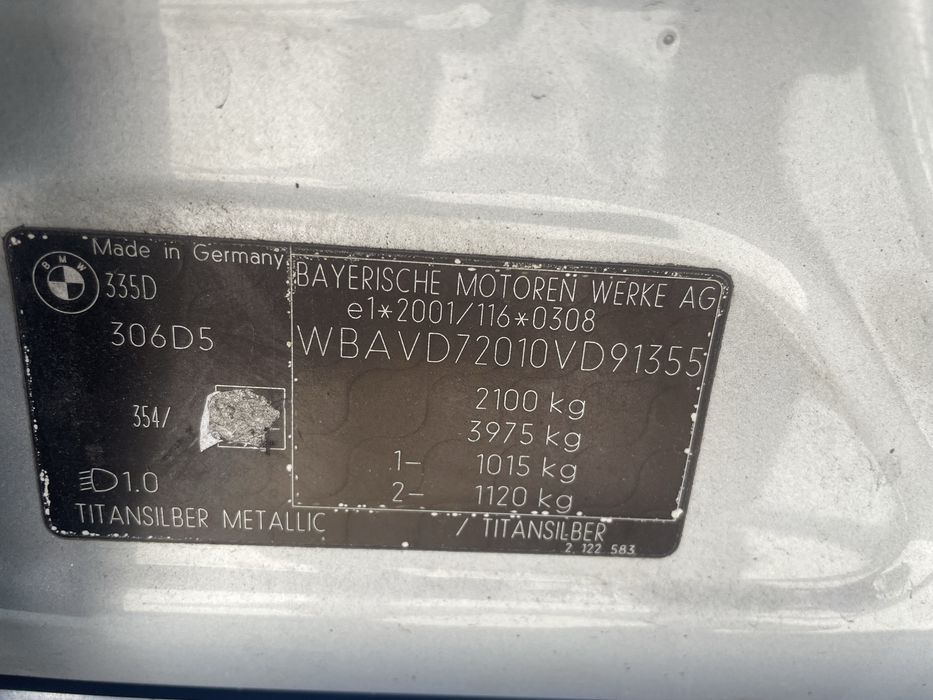 Made in Germany
BMW
335D
306D5
354/
1.0
TITANSILBER METALLIC / TITANSILBER
BAYERISCHE MOTOREN WERKE AG
e1*2001/116*0308
WBAVD72010VD91355
2100 kg
3975 kg
1- 1015 kg
2- 1120 kg
2 122 583